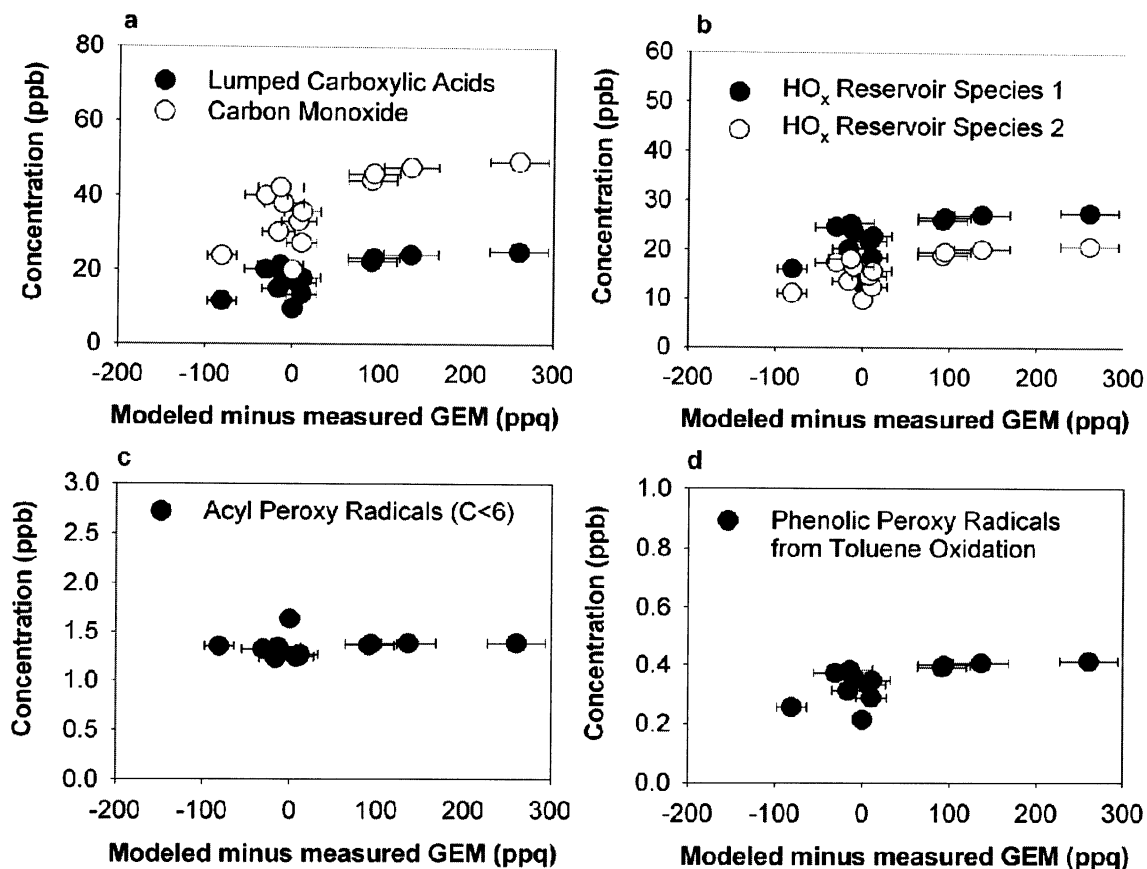 a
80
60
40
20
0
Concentration (ppb)
Lumped Carboxylic Acids
Carbon Monoxide
-200 -100 0 100 200 300
Modeled minus measured GEM (ppq)
b
60
50
40
30
20
10
0
Concentration (ppb)
HOx Reservoir Species 1
HOx Reservoir Species 2
-200 -100 0 100 200 300
Modeled minus measured GEM (ppq)
c
3.0
2.5
2.0
1.5
1.0
0.5
0.0
Concentration (ppb)
Acyl Peroxy Radicals (C<6)
-200 -100 0 100 200 300
Modeled minus measured GEM (ppq)
d
1.0
0.8
0.6
0.4
0.2
0.0
Concentration (ppb)
Phenolic Peroxy Radicals
from Toluene Oxidation
-200 -100 0 100 200 300
Modeled minus measured GEM (ppq)